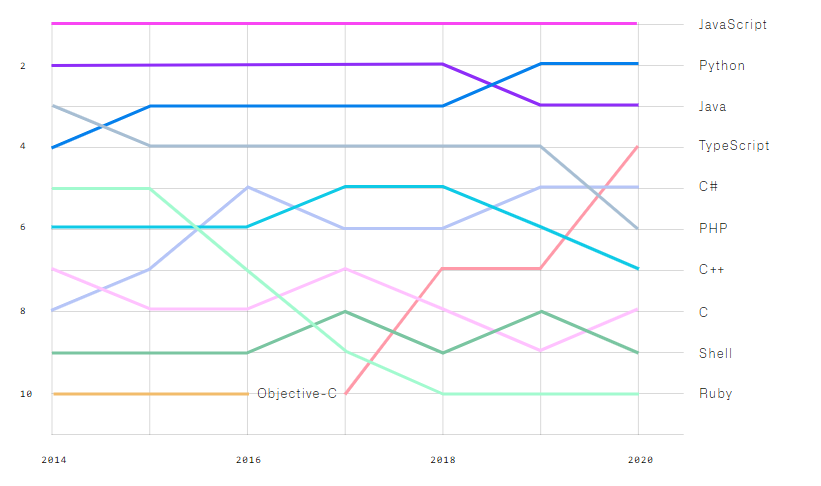 JavaScript
2 Python
Java
4 TypeScript
C#
6 PHP
C++
8 C
Shell
10 Objective-C Ruby
2014 2016 2018 2020